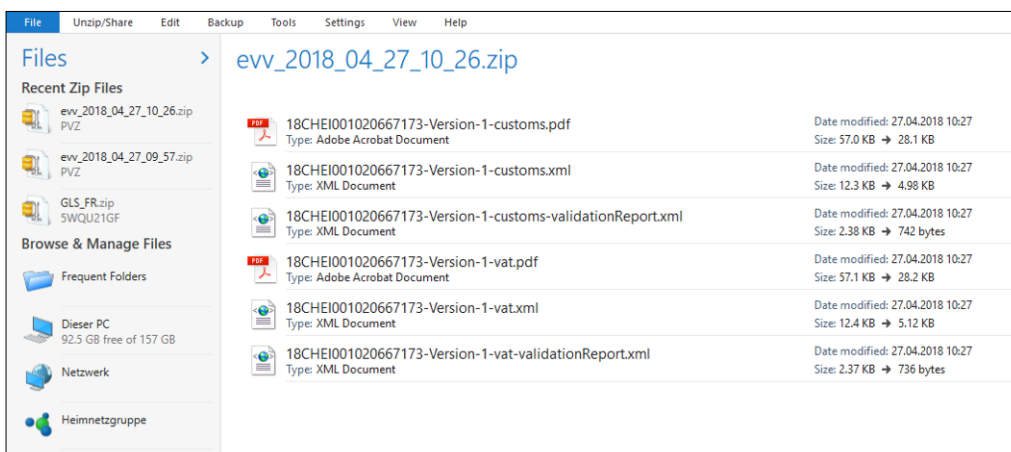 File Unzip/Share Edit Backup Tools Settings View Help
Files
Recent Zip Files
evv_2018_04_27_10_26.zip
PVZ
evv_2018_04_27_09_57.zip
PVZ
GLS_FR.zip
5WQU21GF
Browse & Manage Files
Frequent Folders
Dieser PC
92.5 GB free of 157 GB
Netzwerk
Heimnetzgruppe
evv_2018_04_27_10_26.zip
PDF
18CHEI001020667173-Version-1-customs.pdf
Type: Adobe Acrobat Document
Date modified: 27.04.2018 10:27
Size: 57.0 KB → 28.1 KB
18CHEI001020667173-Version-1-customs.xml
Type: XML Document
Date modified: 27.04.2018 10:27
Size: 12.3 KB → 4.98 KB
18CHEI001020667173-Version-1-customs-validationReport.xml
Type: XML Document
Date modified: 27.04.2018 10:27
Size: 2.38 KB → 742 bytes
PDF
18CHEI001020667173-Version-1-vat.pdf
Type: Adobe Acrobat Document
Date modified: 27.04.2018 10:27
Size: 57.1 KB → 28.2 KB
18CHEI001020667173-Version-1-vat.xml
Type: XML Document
Date modified: 27.04.2018 10:27
Size: 12.4 KB → 5.12 KB
18CHEI001020667173-Version-1-vat-validationReport.xml
Type: XML Document
Date modified: 27.04.2018 10:27
Size: 2.37 KB → 736 bytes